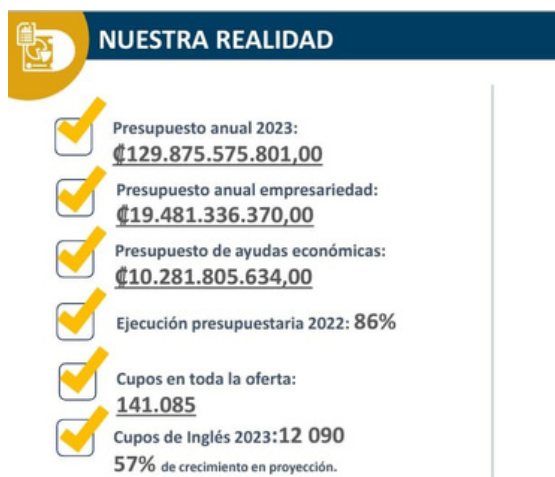 NUESTRA REALIDAD
Presupuesto anual 2023:
₡129.875.575.801,00
Presupuesto anual empresariedad:
₡19.481.336.370,00
Presupuesto de ayudas económicas:
₡10.281.805.634,00
Ejecución presupuestaria 2022: 86%
Cupos en toda la oferta:
141.085
Cupos de Inglés 2023:12 090
57% de crecimiento en proyección.